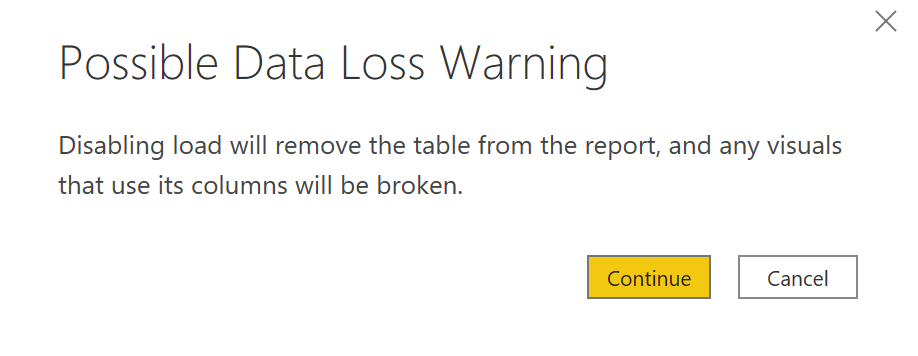 Possible Data Loss Warning
Disabling load will remove the table from the report, and any visuals
that use its columns will be broken.
Continue
Cancel